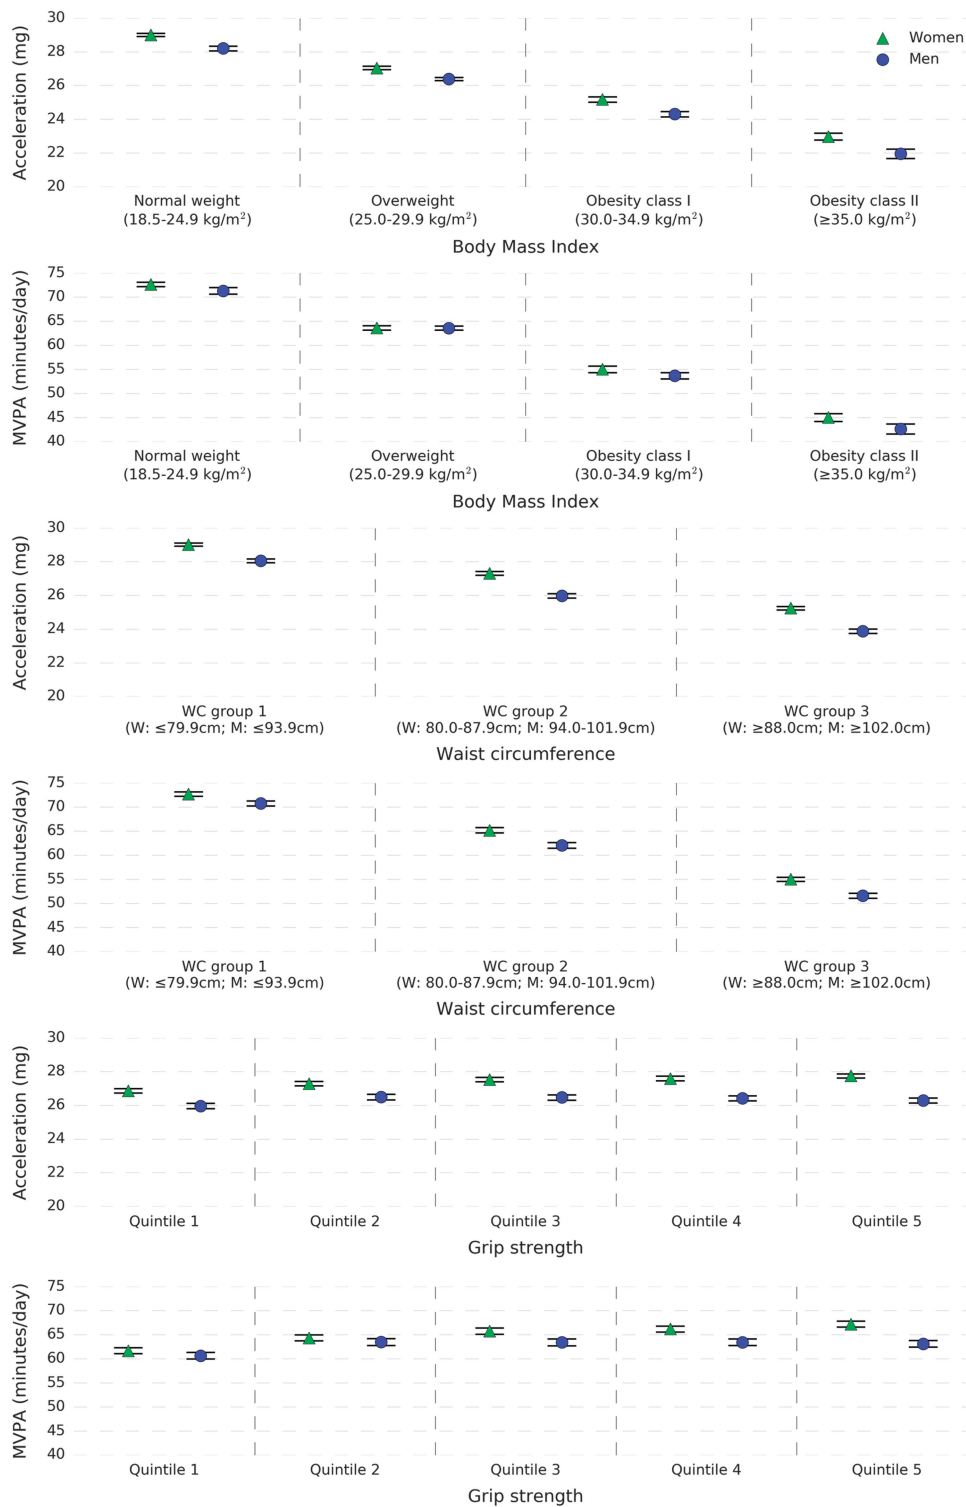 Acceleration (mg)
30
28
26
24
22
20
Women
Men
Normal weight
(18.5-24.9 kg/m²)
Overweight
(25.0-29.9 kg/m²)
Obesity class I
(30.0-34.9 kg/m²)
Obesity class II
(≥35.0 kg/m²)
Body Mass Index
MVPA (minutes/day)
75
70
65
60
55
50
45
40
Normal weight
(18.5-24.9 kg/m²)
Overweight
(25.0-29.9 kg/m²)
Obesity class I
(30.0-34.9 kg/m²)
Obesity class II
(≥35.0 kg/m²)
Body Mass Index
Acceleration (mg)
30
28
26
24
22
20
WC group 1
(W: ≤79.9cm; M: ≤93.9cm)
WC group 2
(W: 80.0-87.9cm; M: 94.0-101.9cm)
WC group 3
(W: ≥88.0cm; M: ≥102.0cm)
Waist circumference
MVPA (minutes/day)
75
70
65
60
55
50
45
40
WC group 1
(W: ≤79.9cm; M: ≤93.9cm)
WC group 2
(W: 80.0-87.9cm; M: 94.0-101.9cm)
WC group 3
(W: ≥88.0cm; M: ≥102.0cm)
Waist circumference
Acceleration (mg)
30
28
26
24
22
20
Quintile 1
Quintile 2
Quintile 3
Quintile 4
Quintile 5
Grip strength
MVPA (minutes/day)
75
70
65
60
55
50
45
40
Quintile 1
Quintile 2
Quintile 3
Quintile 4
Quintile 5
Grip strength